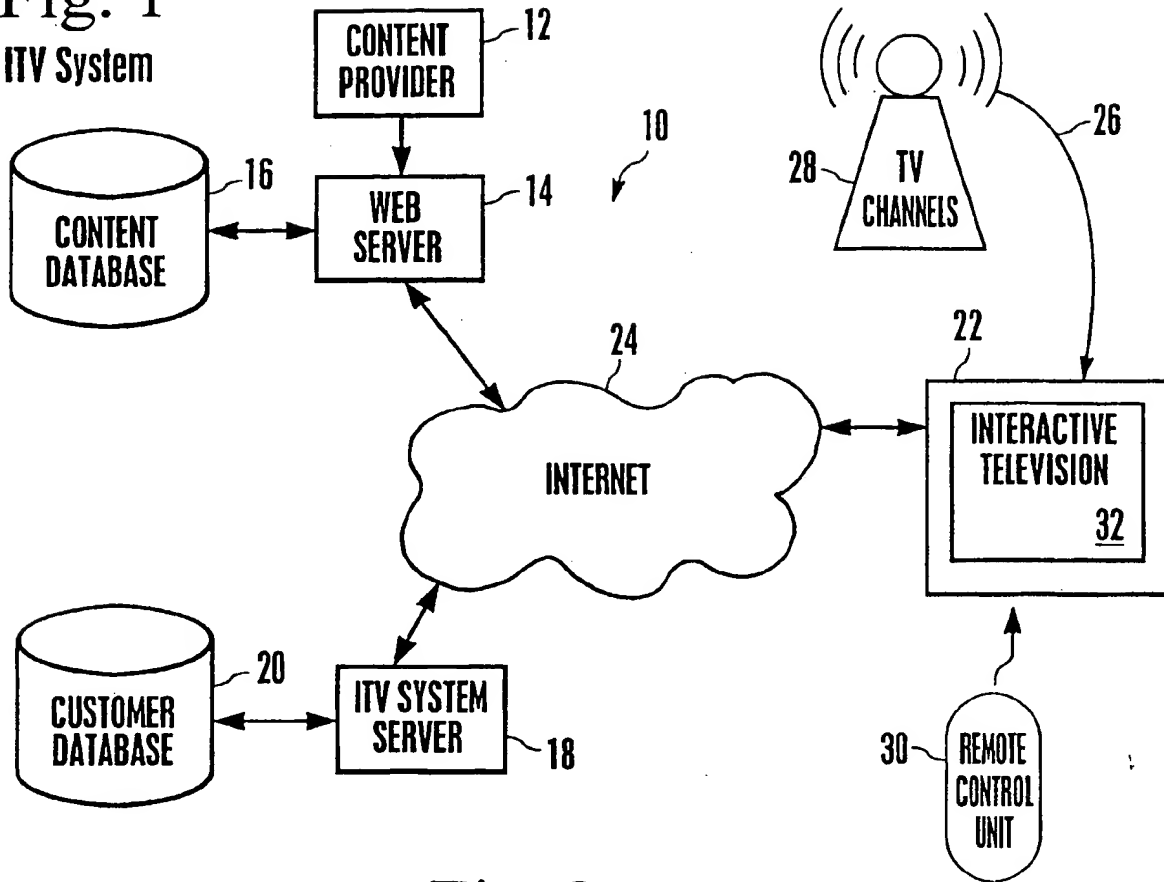 Fig. 1
ITV System
CONTENT
PROVIDER
12
10
26
28
TV
CHANNELS
CONTENT
DATABASE
16
WEB
SERVER
14
24
INTERNET
22
INTERACTIVE
TELEVISION
32
CUSTOMER
DATABASE
20
ITV SYSTEM
SERVER
18
30
REMOTE
CONTROL
UNIT